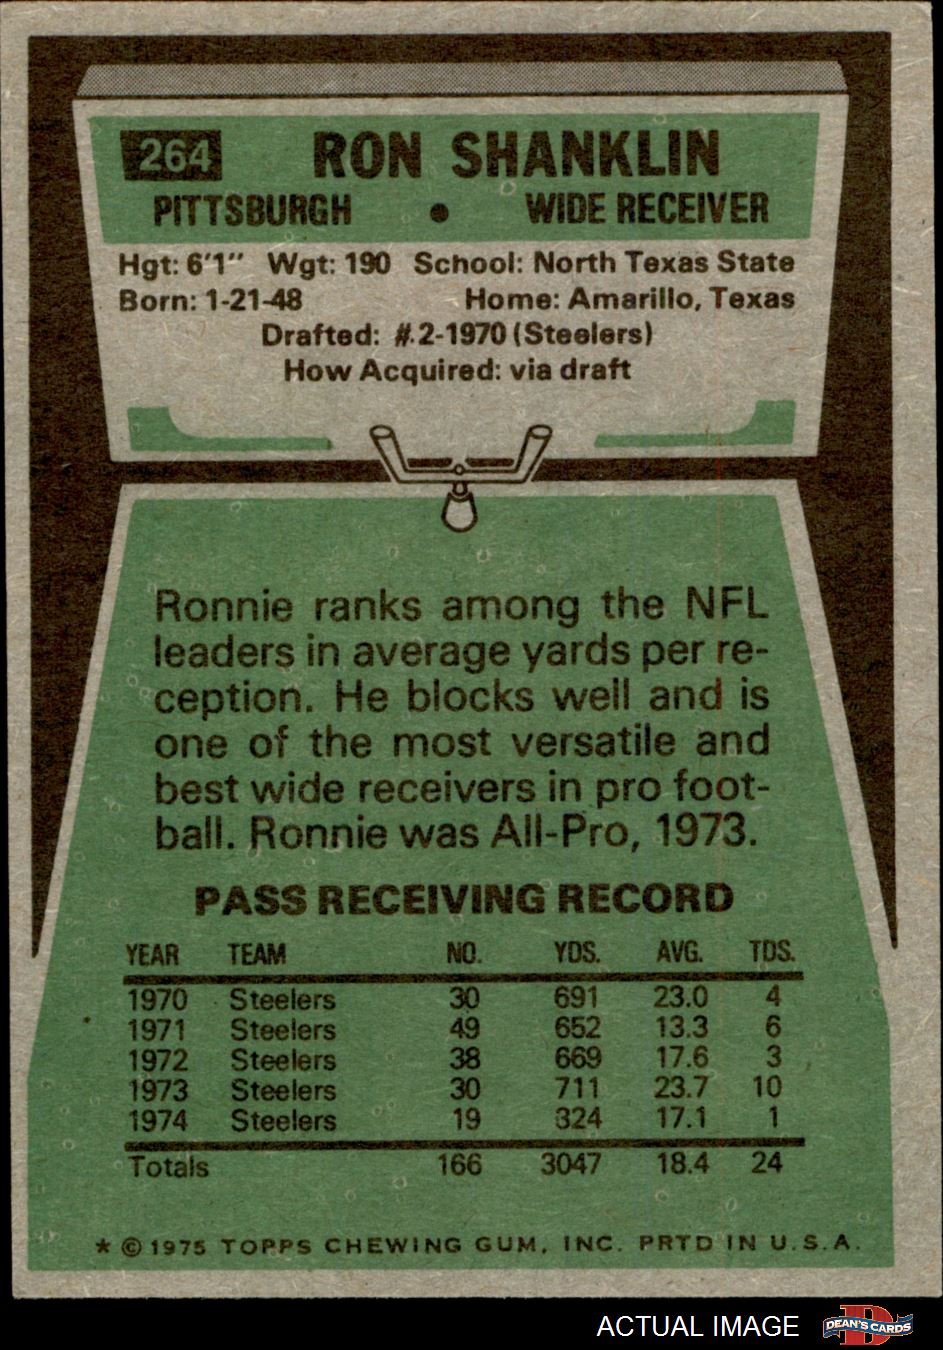 264 RON SHANKLIN
PITTSBURGH • WIDE RECEIVER
Hgt: 6'1" Wgt: 190 School: North Texas State
Born: 1-21-48 Home: Amarillo, Texas
Drafted: #2-1970 (Steelers)
How Acquired: via draft
Ronnie ranks among the NFL
leaders in average yards per re-
ception. He blocks well and is
one of the most versatile and
best wide receivers in pro foot-
ball. Ronnie was All-Pro, 1973.
PASS RECEIVING RECORD
YEAR TEAM NO. YDS. AVG. TDS.
1970 Steelers 30 691 23.0 4
1971 Steelers 49 652 13.3 6
1972 Steelers 38 669 17.6 3
1973 Steelers 30 711 23.7 10
1974 Steelers 19 324 17.1 1
Totals 166 3047 18.4 24
* © 1975 TOPPS CHEWING GUM, INC. PRTD IN U.S.A.
ACTUAL IMAGE DEAN'S CARDS